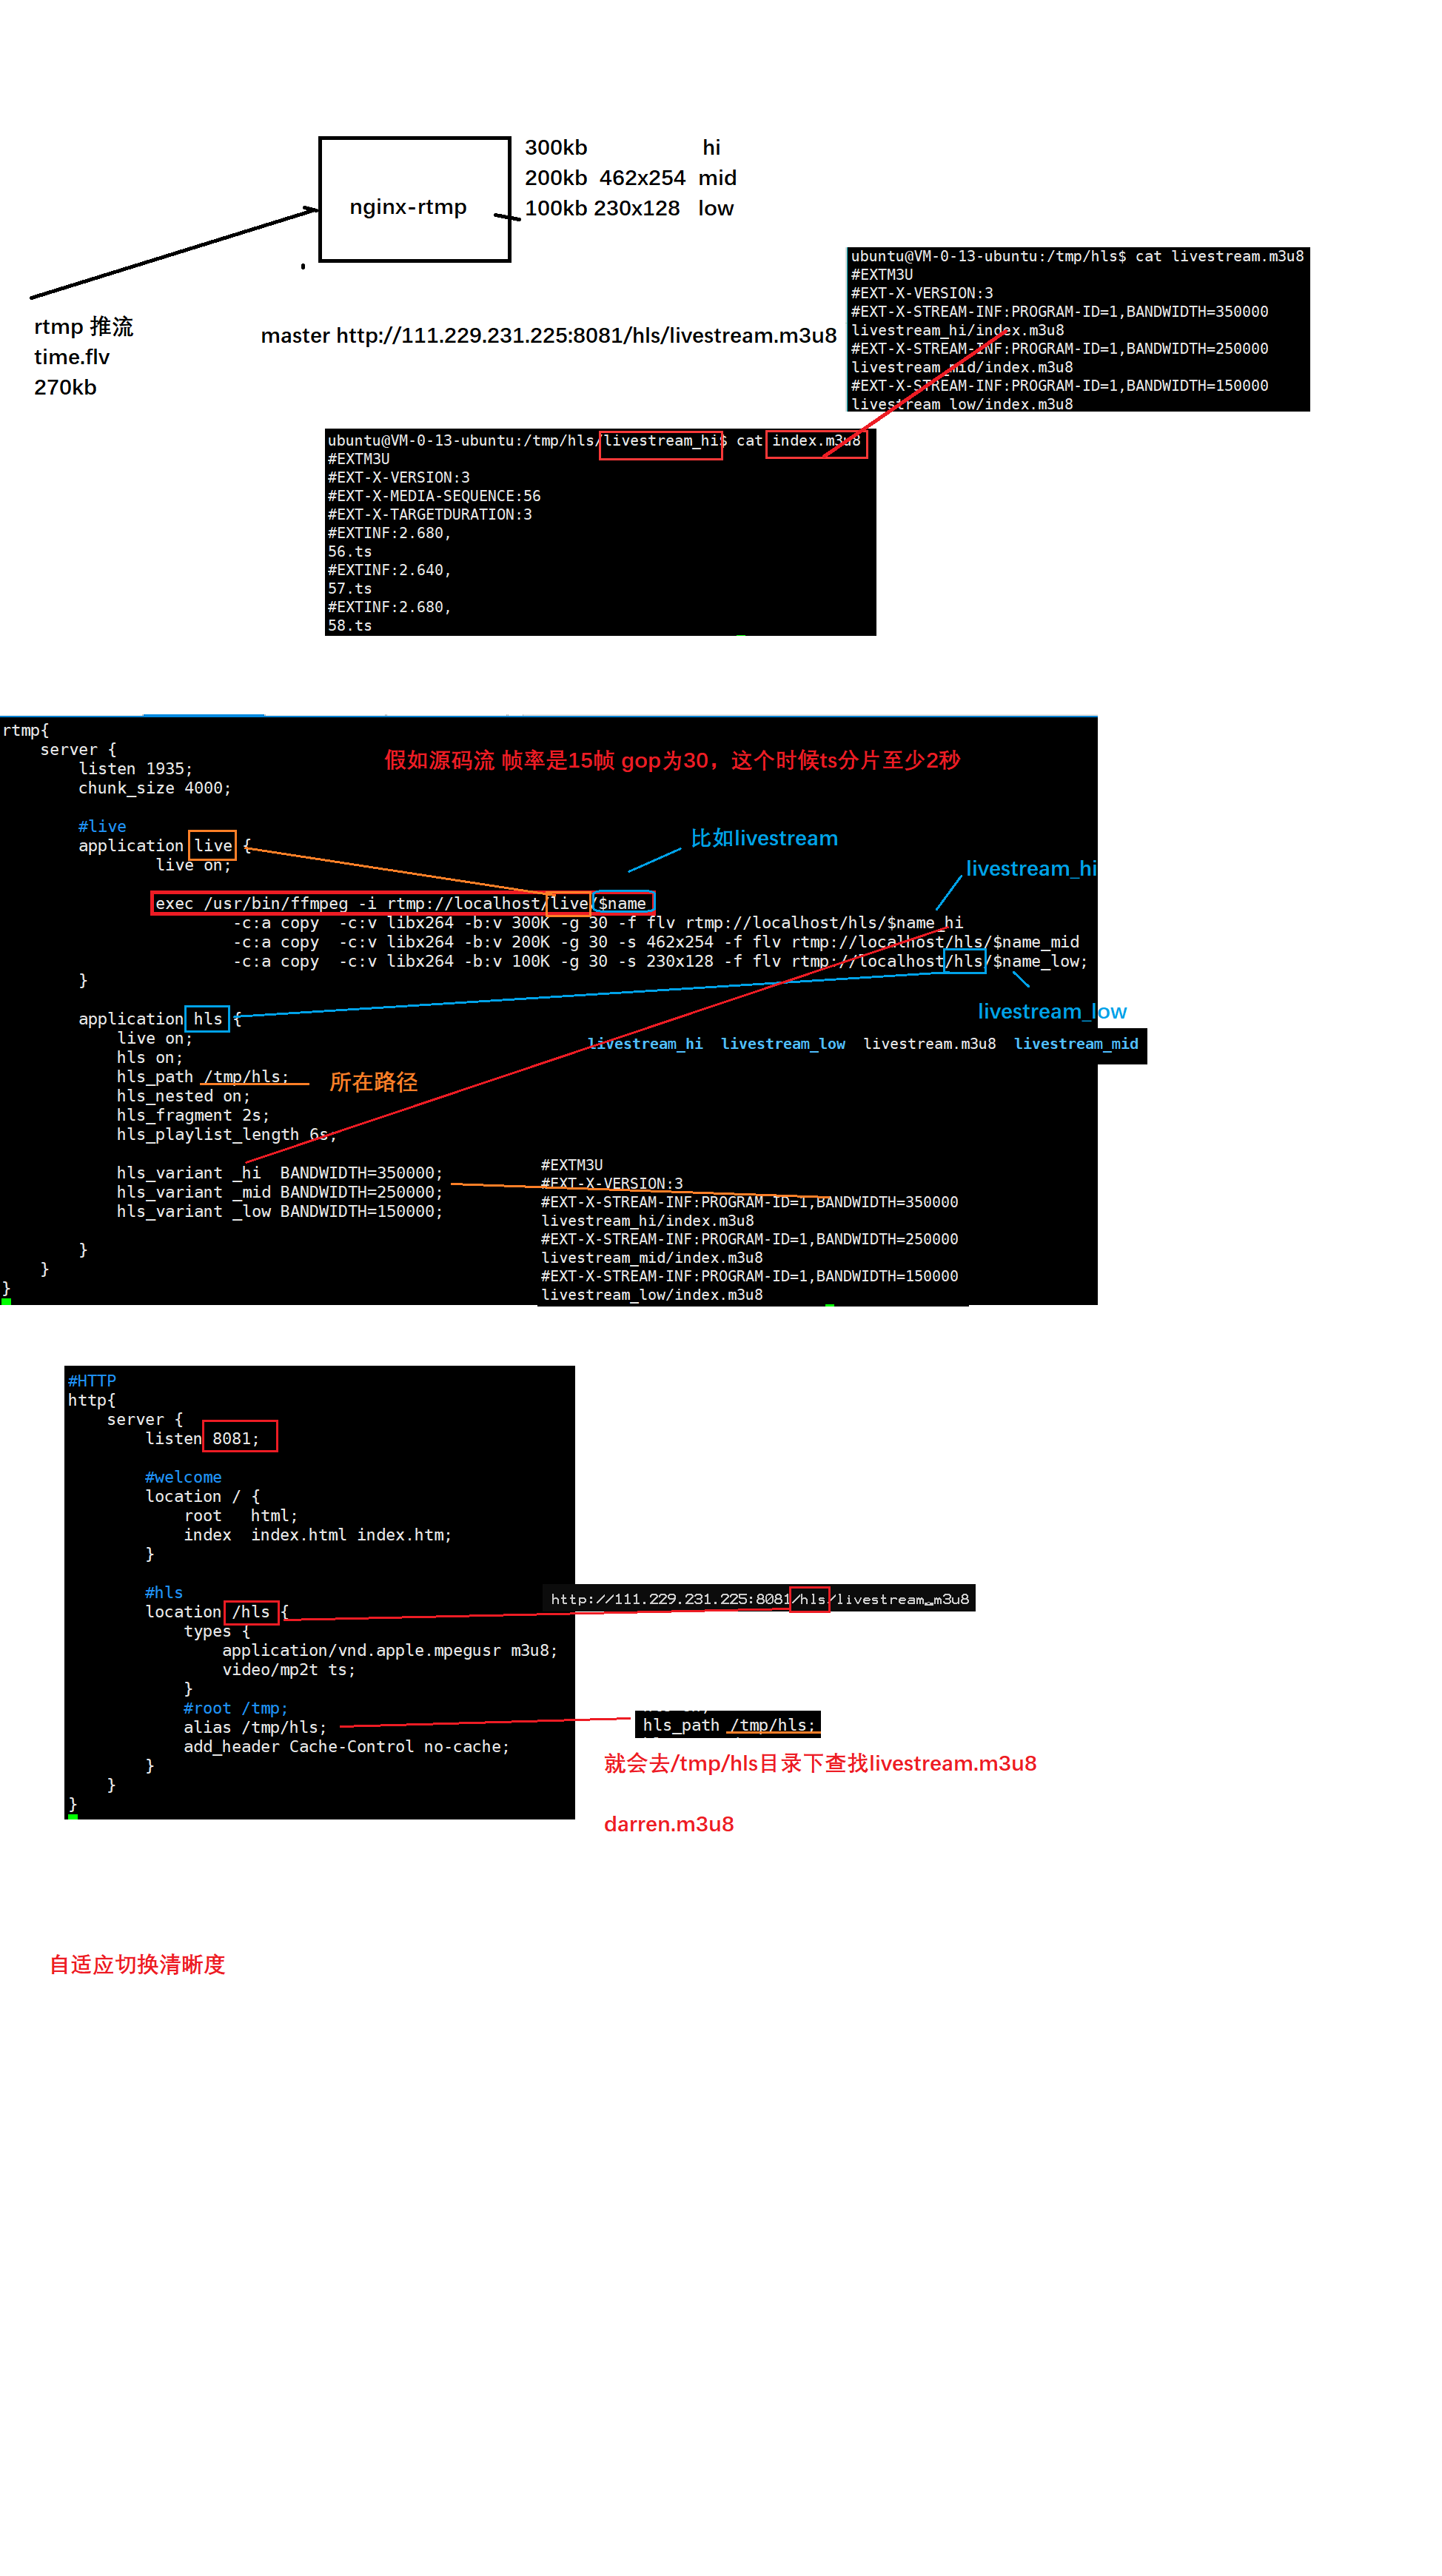 300kb hi
nginx-rtmp
200kb 462x254 mid
100kb 230x128 low
rtmp 推流
time.flv
270kb
master http://111.229.231.225:8081/hls/livestream.m3u8
ubuntu@VM-0-13-ubuntu:/tmp/hls$ cat livestream.m3u8
#EXTM3U
#EXT-X-VERSION:3
#EXT-X-STREAM-INF:PROGRAM-ID=1,BANDWIDTH=350000
livestream_hi/index.m3u8
#EXT-X-STREAM-INF:PROGRAM-ID=1,BANDWIDTH=250000
livestream_mid/index.m3u8
#EXT-X-STREAM-INF:PROGRAM-ID=1,BANDWIDTH=150000
livestream_low/index.m3u8
ubuntu@VM-0-13-ubuntu:/tmp/hls/livestream_hi$ cat index.m3u8
#EXTM3U
#EXT-X-VERSION:3
#EXT-X-MEDIA-SEQUENCE:56
#EXT-X-TARGETDURATION:3
#EXTINF:2.680,
56.ts
#EXTINF:2.640,
57.ts
#EXTINF:2.680,
58.ts
rtmp{
server {
listen 1935;
chunk_size 4000;
假如源码流 帧率是15帧 gop为30，这个时候ts分片至少2秒
#live
application live {
live on;
比如livestream
livestream_hi
exec /usr/bin/ffmpeg -i rtmp://localhost/live/$name
-c:a copy  -c:v libx264 -b:v 300K -g 30 -f flv rtmp://localhost/hls/$name_hi
-c:a copy  -c:v libx264 -b:v 200K -g 30 -s 462x254 -f flv rtmp://localhost/hls/$name_mid
-c:a copy  -c:v libx264 -b:v 100K -g 30 -s 230x128 -f flv rtmp://localhost/hls/$name_low;
}
livestream_low
application hls {
live on;
hls on;
hls_path /tmp/hls;
所在路径
hls_nested on;
hls_fragment 2s;
hls_playlist_length 6s;
livestream_hi  livestream_low  livestream.m3u8  livestream_mid
hls_variant _hi  BANDWIDTH=350000;
hls_variant _mid BANDWIDTH=250000;
hls_variant _low BANDWIDTH=150000;
}
}
}
#EXTM3U
#EXT-X-VERSION:3
#EXT-X-STREAM-INF:PROGRAM-ID=1,BANDWIDTH=350000
livestream_hi/index.m3u8
#EXT-X-STREAM-INF:PROGRAM-ID=1,BANDWIDTH=250000
livestream_mid/index.m3u8
#EXT-X-STREAM-INF:PROGRAM-ID=1,BANDWIDTH=150000
livestream_low/index.m3u8
#HTTP
http{
server {
listen 8081;
#welcome
location / {
root   html;
index  index.html index.htm;
}
#hls
location /hls {
types {
application/vnd.apple.mpegusr m3u8;
video/mp2t ts;
}
#root /tmp;
alias /tmp/hls;
add_header Cache-Control no-cache;
}
}
}
http://111.229.231.225:8081/hls/livestream.m3u8
hls_path /tmp/hls;
就会去/tmp/hls目录下查找livestream.m3u8
darren.m3u8
自适应切换清晰度